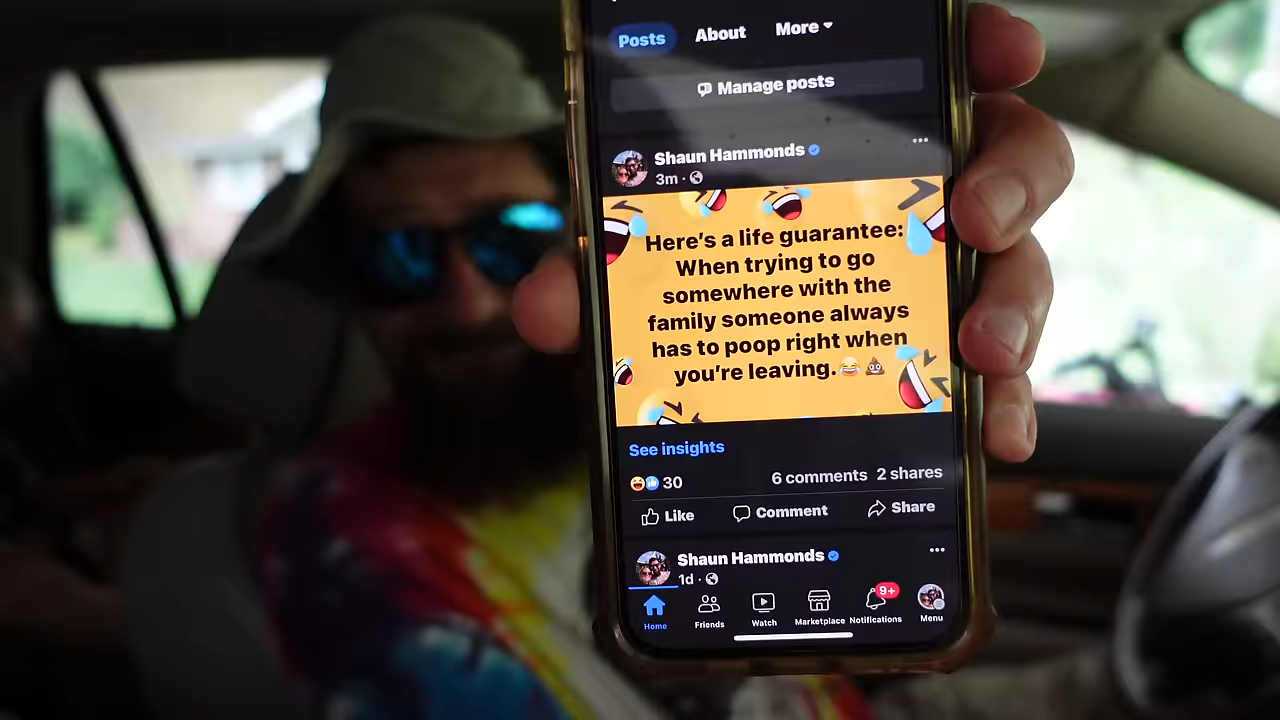 Posts About More
Manage posts
Shaun Hammonds
3m ·
Here's a life guarantee:
When trying to go
somewhere with the
family someone always
has to poop right when
you're leaving.😂💩
See insights
30 6 comments 2 shares
Like Comment Share
Shaun Hammonds
1d ·
9+
Home Friends Watch Marketplace Notifications Menu